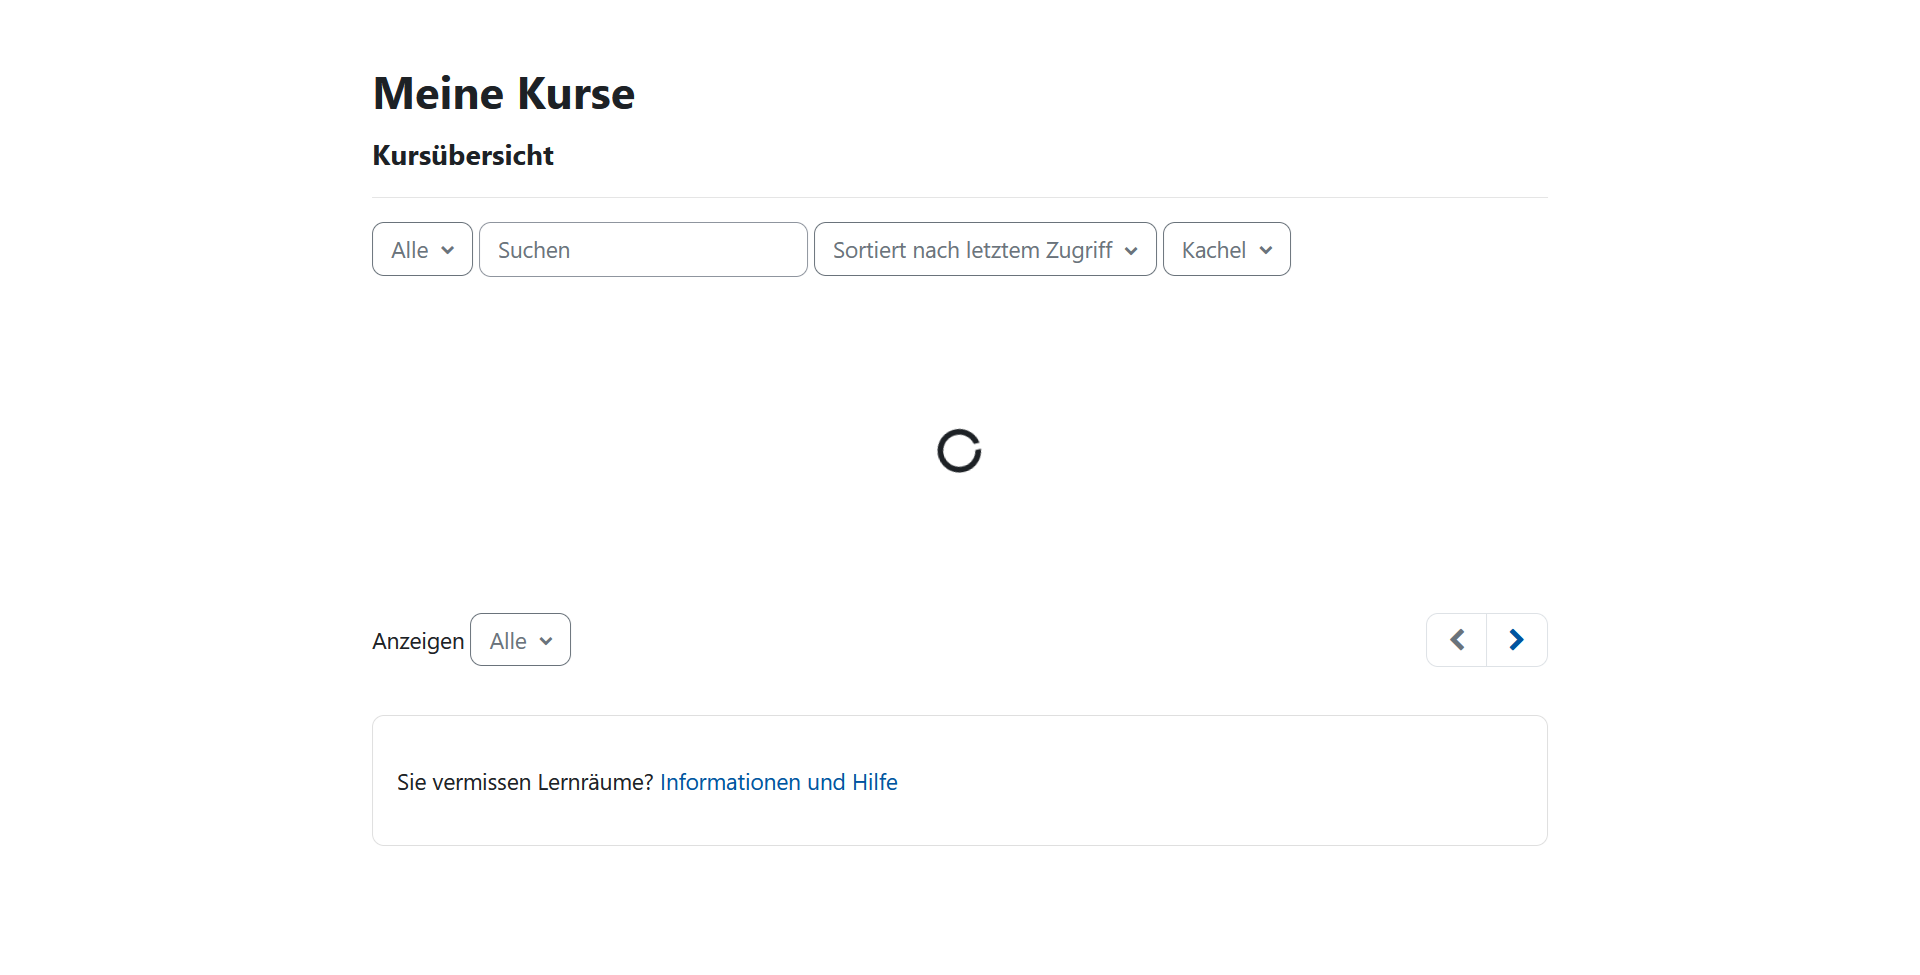 Meine Kurse
Kursübersicht
Alle Suchen Sortiert nach letztem Zugriff Kachel
Anzeigen Alle
Sie vermissen Lernräume? Informationen und Hilfe